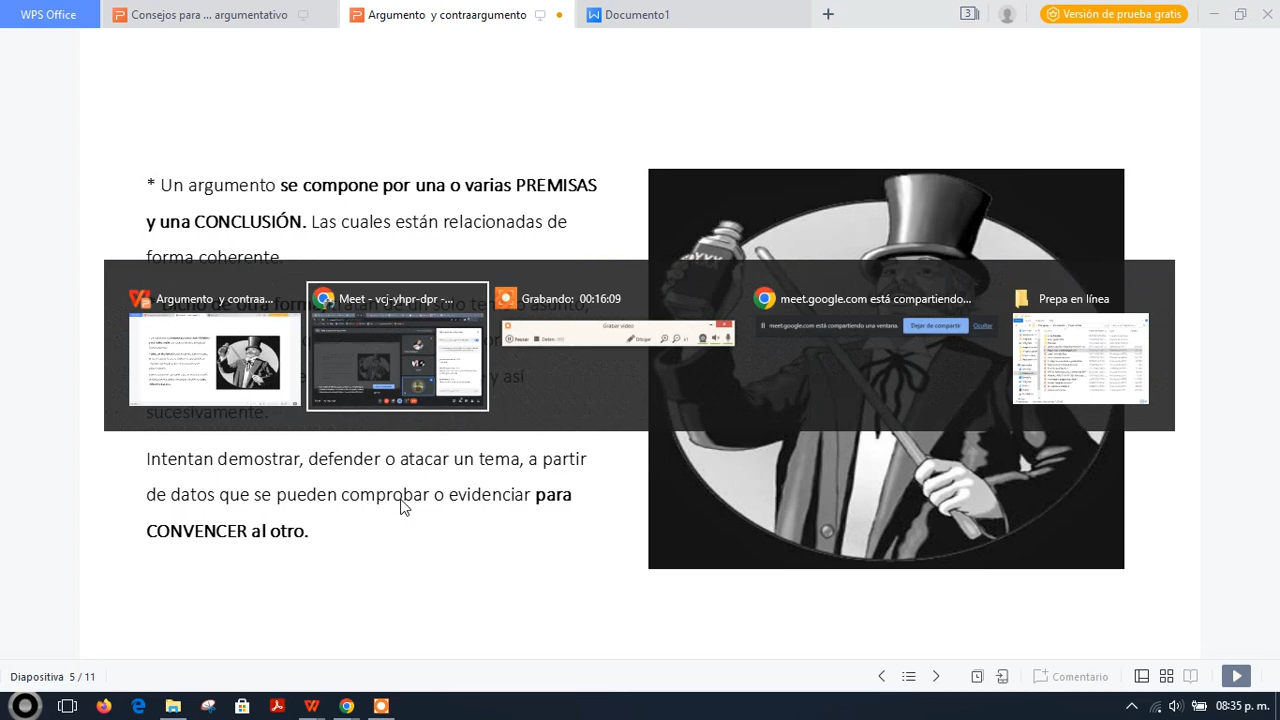 WPS Office
Consejos para ... argumentativo
Argumento y contraargumento
Documento1
3
Versión de prueba gratis
* Un argumento se compone por una o varias PREMISAS
y una CONCLUSIÓN. Las cuales están relacionadas de
forma coherente.
Argumento y contraa...
Meet - vcj-yhpr-dpr -...
Grabando: 00:16:09
meet.google.com está compartiendo...
Prepa en línea
Grabar vídeo
meet.google.com está compartiendo una ventana.
Dejar de compartir
Ocultar
sucesivamente.
Intentan demostrar, defender o atacar un tema, a partir
de datos que se pueden comprobar o evidenciar para
CONVENCER al otro.
Diapositiva 5 / 11
Comentario
08:35 p. m.